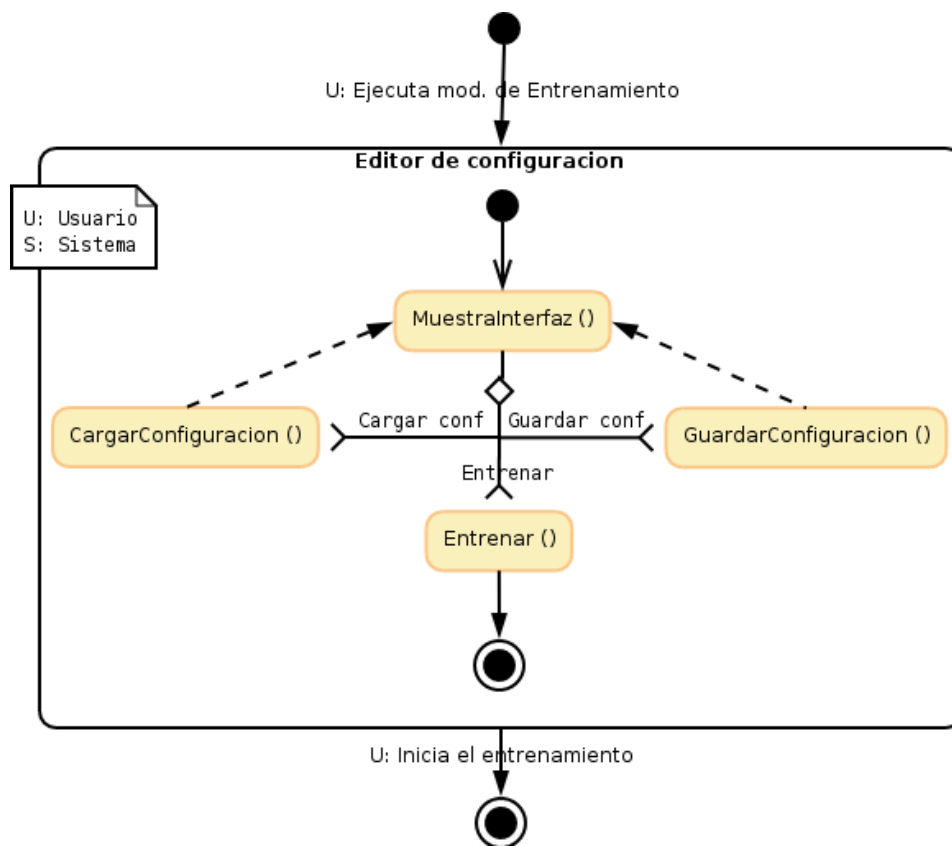 U: Ejecuta mod. de Entrenamiento
Editor de configuracion
U: Usuario
S: Sistema
MuestraInterfaz ()
Cargar conf
Guardar conf
CargarConfiguracion ()
GuardarConfiguracion ()
Entrenar
Entrenar ()
U: Inicia el entrenamiento